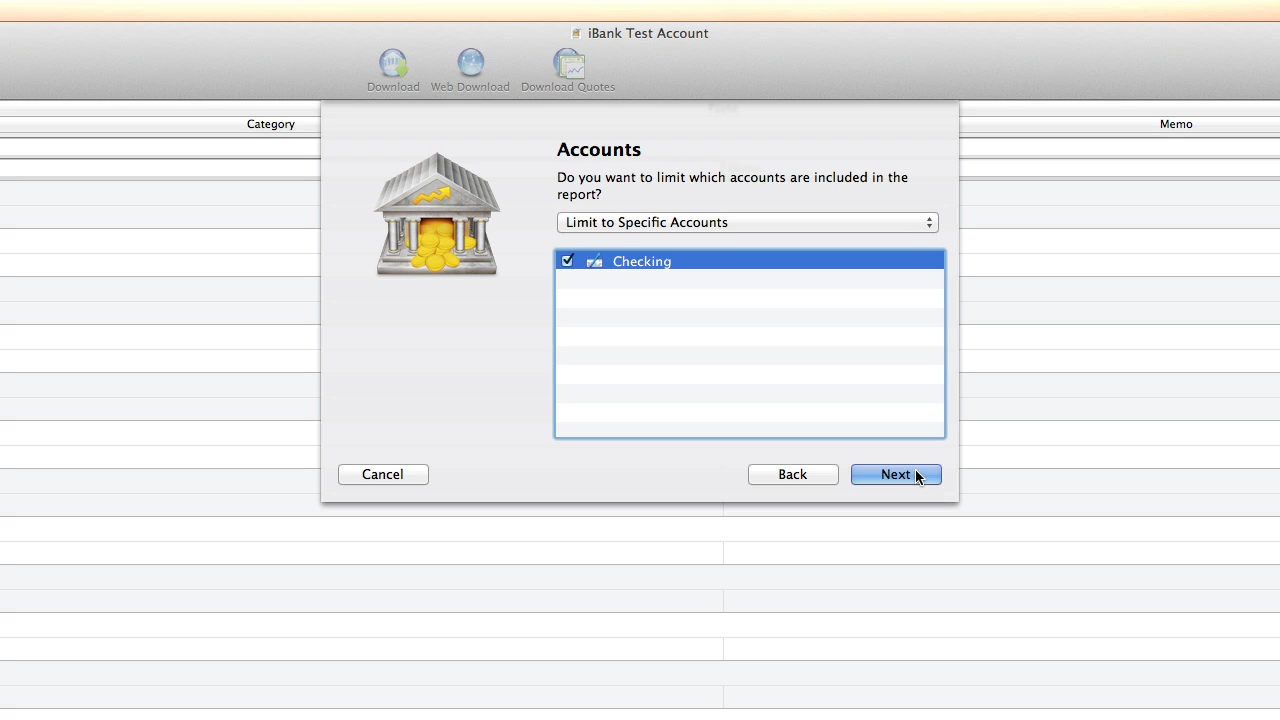 iBank Test Account
Download
Web Download
Download Quotes
Category
Memo
Accounts
Do you want to limit which accounts are included in the
report?
Limit to Specific Accounts
Checking
Cancel
Back
Next